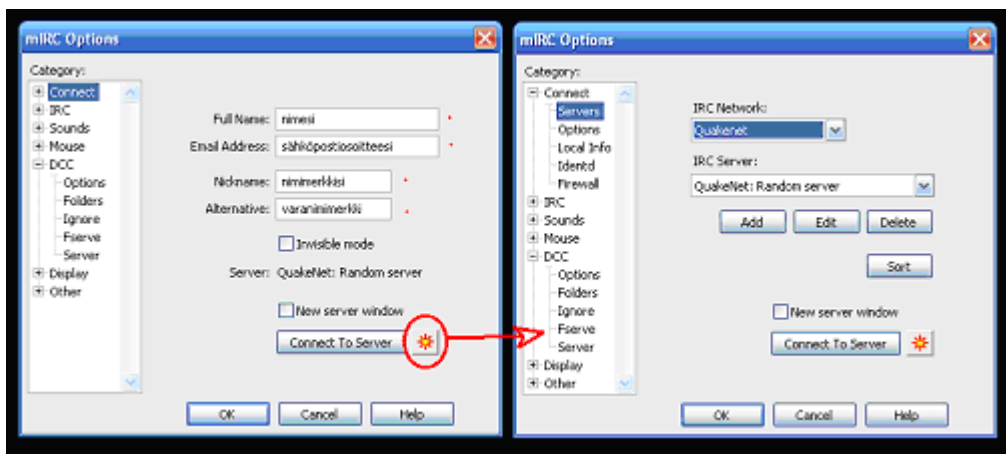 mIRC Options
Category:
Connect
IRC
Sounds
Mouse
DCC
Options
Folders
Ignore
Fserve
Server
Display
Other
Full Name: nimesi *
Email Address: sähköpostiosoitteesi *
Nickname: nimimerkkisi *
Alternative: varanimimerkki *
Invisible mode
Server: QuakeNet: Random server
New server window
Connect To Server
OK Cancel Help
mIRC Options
Category:
Connect
Servers
Options
Local Info
Identd
Firewall
IRC
Sounds
Mouse
DCC
Options
Folders
Ignore
Fserve
Server
Display
Other
IRC Network:
Quakenet
IRC Server:
QuakeNet: Random server
Add Edit Delete
Sort
New server window
Connect To Server
OK Cancel Help